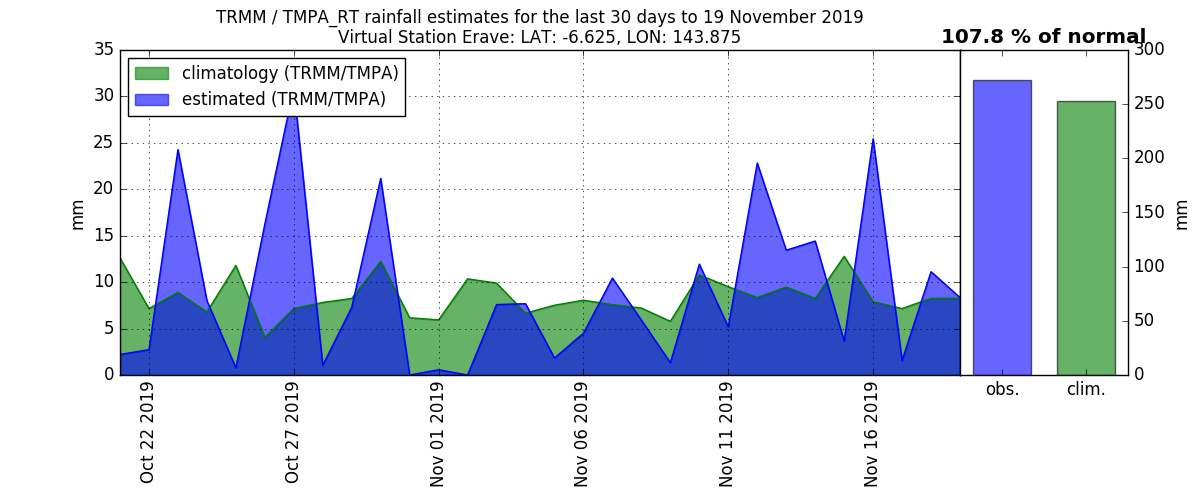 TRMM / TMPA_RT rainfall estimates for the last 30 days to 19 November 2019
Virtual Station Erave: LAT: -6.625, LON: 143.875
107.8 % of normal
climatology (TRMM/TMPA)
estimated (TRMM/TMPA)
35
30
25
20
15
10
5
0
mm
Oct 22 2019
Oct 27 2019
Nov 01 2019
Nov 06 2019
Nov 11 2019
Nov 16 2019
300
250
200
150
100
50
0
mm
obs.
clim.